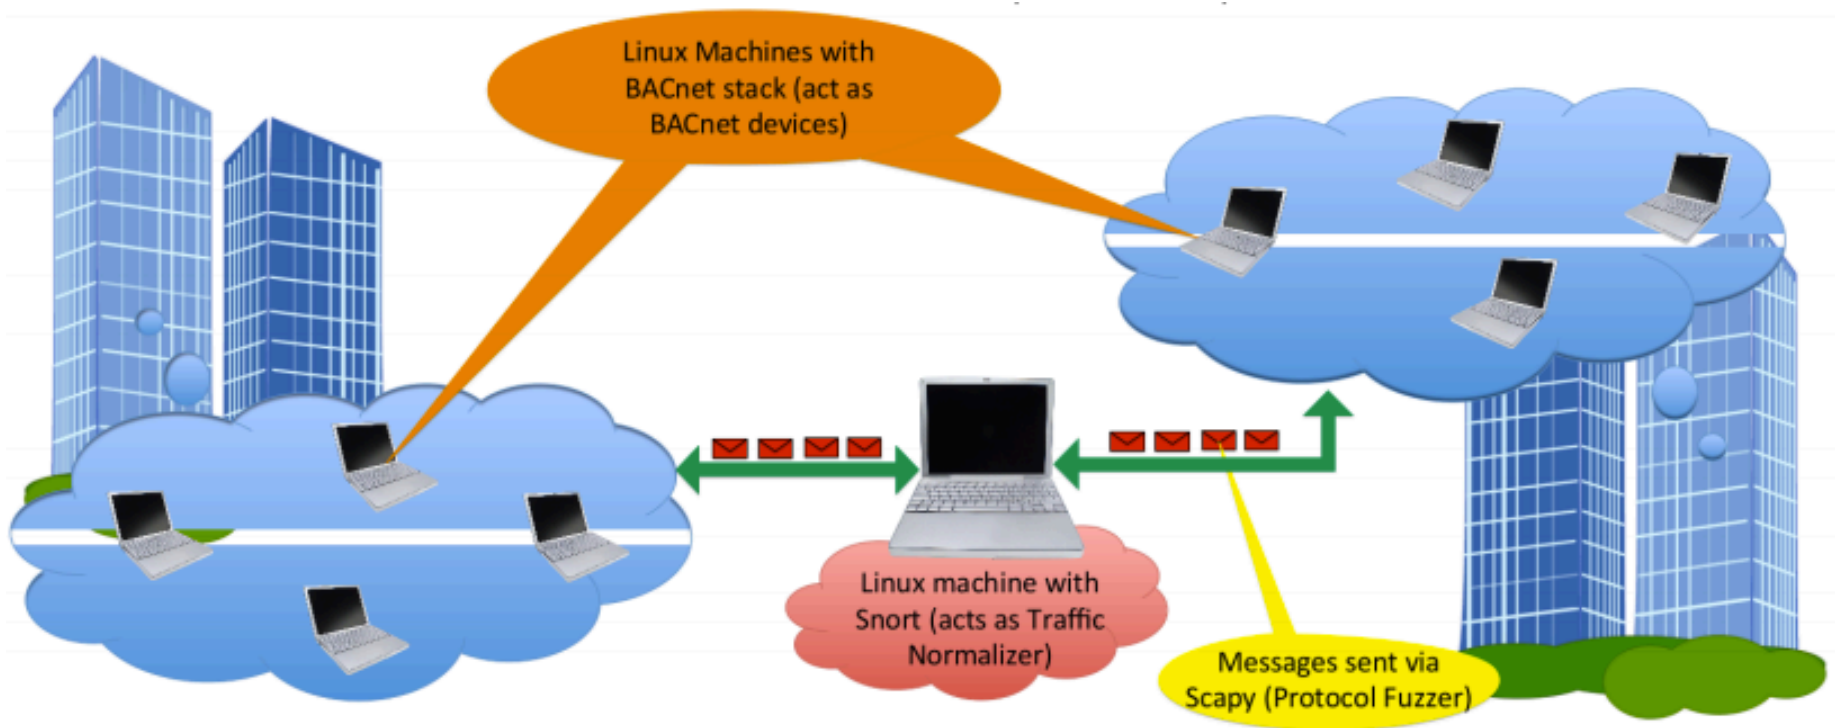 Linux Machines with
BACnet stack (act as
BACnet devices)
Linux machine with
Snort (acts as Traffic
Normalizer)
Messages sent via
Scapy (Protocol Fuzzer)